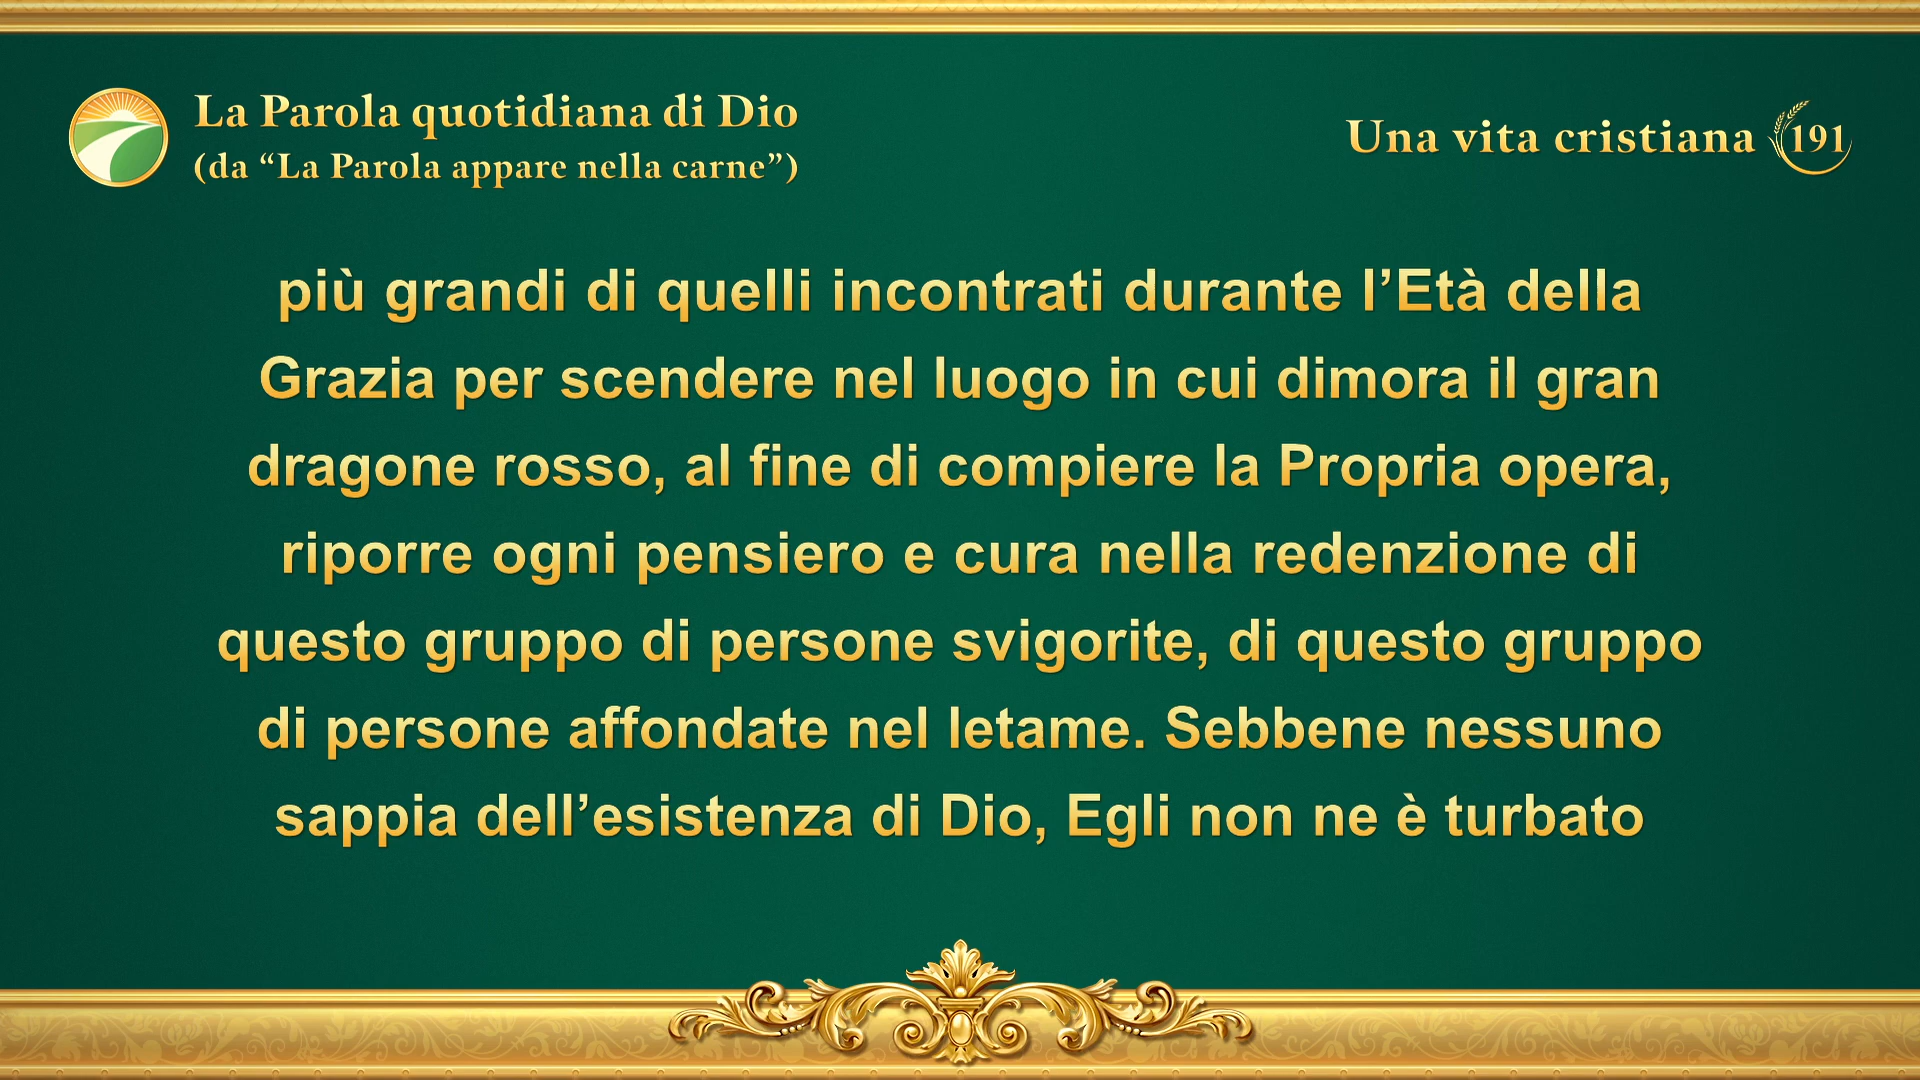 La Parola quotidiana di Dio
(da “La Parola appare nella carne”)
Una vita cristiana 191
più grandi di quelli incontrati durante l’Età della
Grazia per scendere nel luogo in cui dimora il gran
dragone rosso, al fine di compiere la Propria opera,
riporre ogni pensiero e cura nella redenzione di
questo gruppo di persone svigorite, di questo gruppo
di persone affondate nel letame. Sebbene nessuno
sappia dell’esistenza di Dio, Egli non ne è turbato